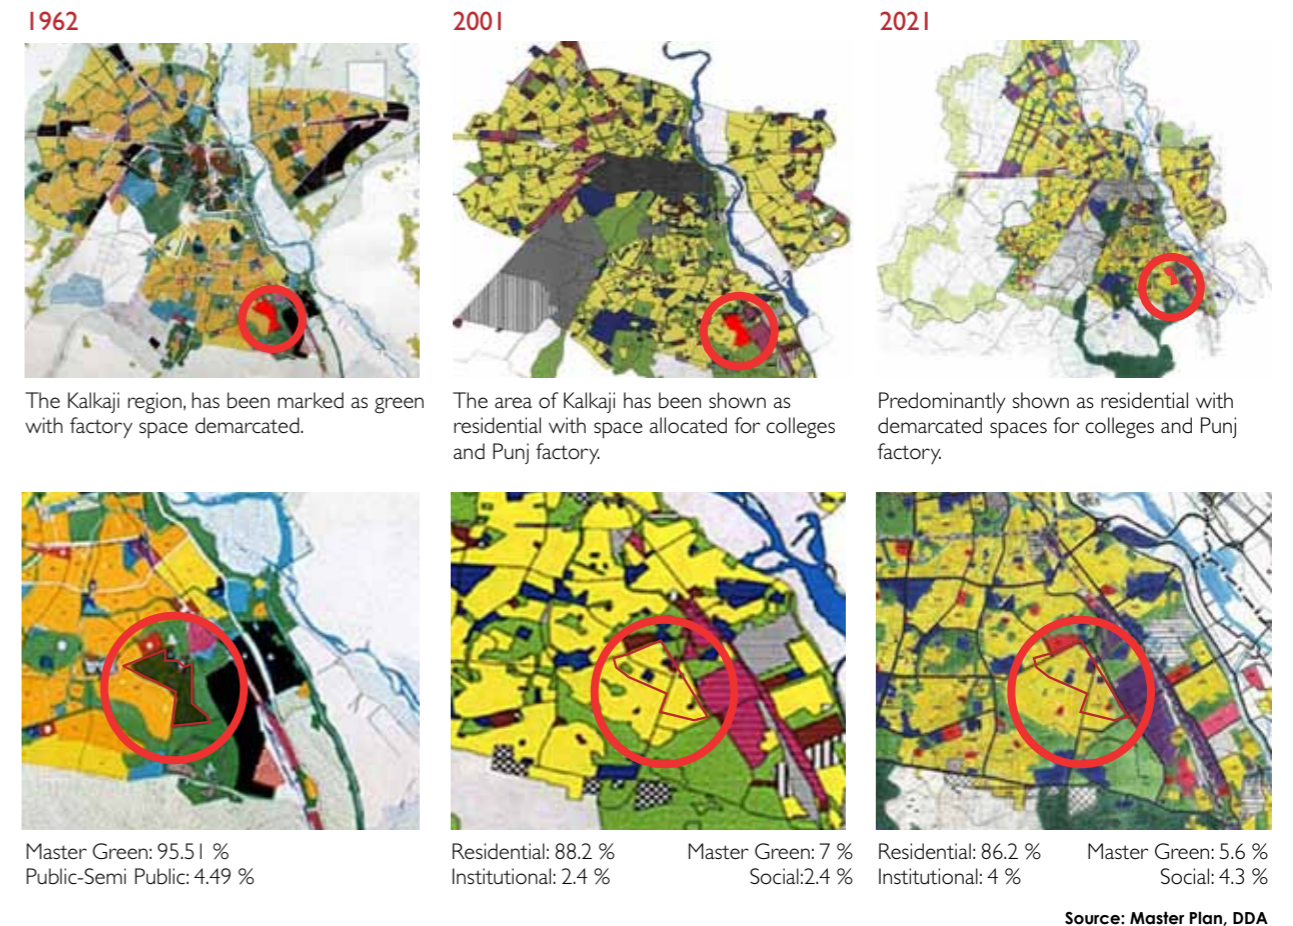 1962
2001
2021
The Kalkaji region, has been marked as green
with factory space demarcated.
The area of Kalkaji has been shown as
residential with space allocated for colleges
and Punj factory.
Predominantly shown as residential with
demarcated spaces for colleges and Punj
factory.
Master Green: 95.51 %
Public-Semi Public: 4.49 %
Residential: 88.2 % Master Green: 7 %
Institutional: 2.4 % Social:2.4 %
Residential: 86.2 % Master Green: 5.6 %
Institutional: 4 % Social: 4.3 %
Source: Master Plan, DDA